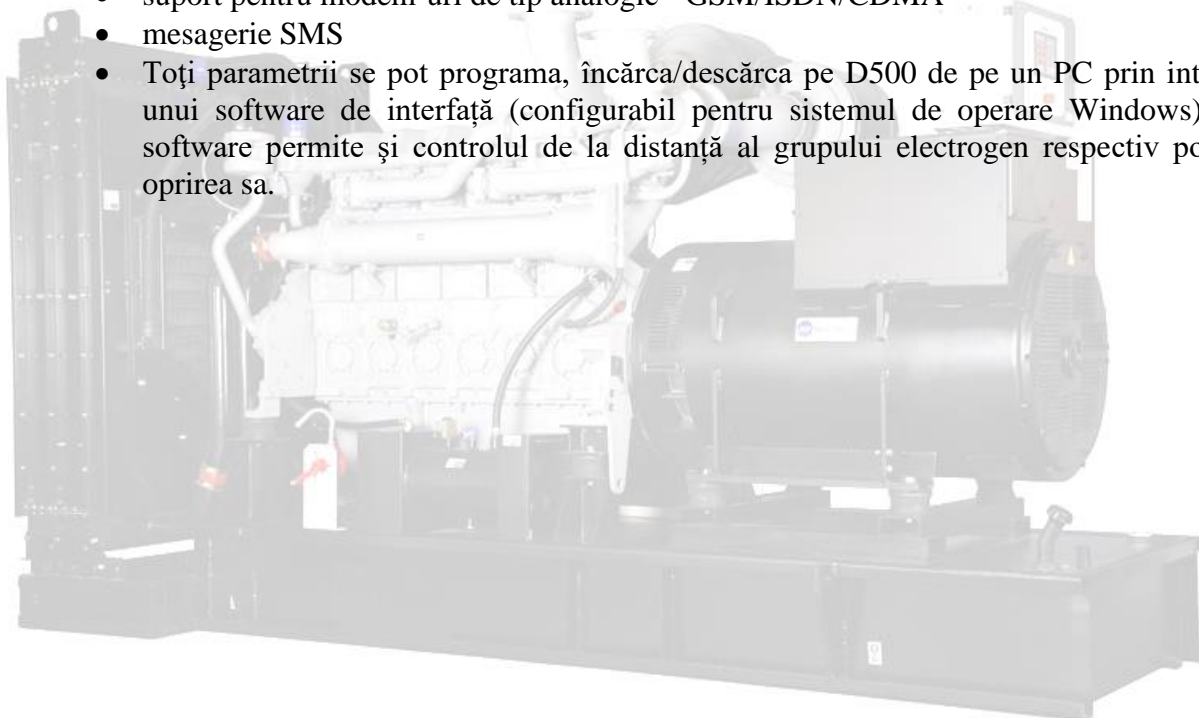 suport pentru modem-uri de tip analogic - GSM/ISDN/CDMA
• mesagerie SMS
• Toţi parametrii se pot programa, încărca/descărca pe D500 de pe un PC prin int
unui software de interfaţă (configurabil pentru sistemul de operare Windows)
software permite şi controlul de la distanţă al grupului electrogen respectiv po
oprirea sa.